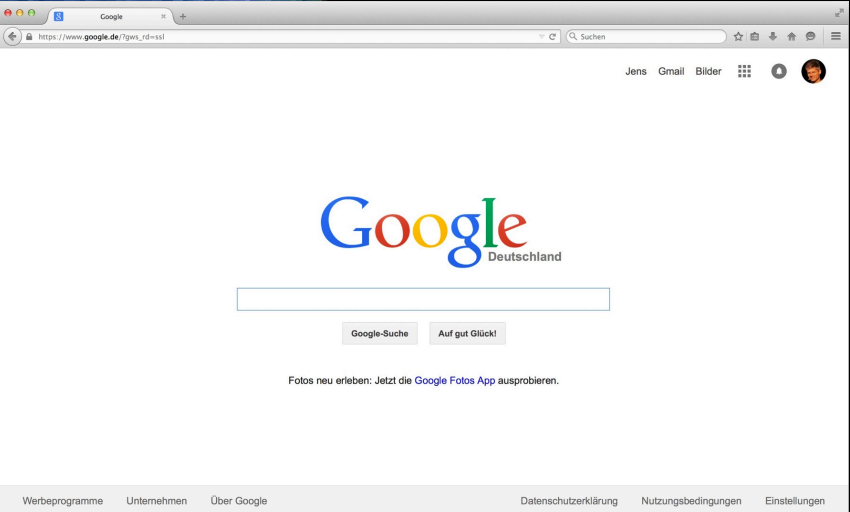 Google
https://www.google.de/?gws_rd=ssl
Suchen
Jens Gmail Bilder
Google
Deutschland
Google-Suche Auf gut Glück!
Fotos neu erleben: Jetzt die Google Fotos App ausprobieren.
Werbeprogramme Unternehmen Über Google Datenschutzerklärung Nutzungsbedingungen Einstellungen